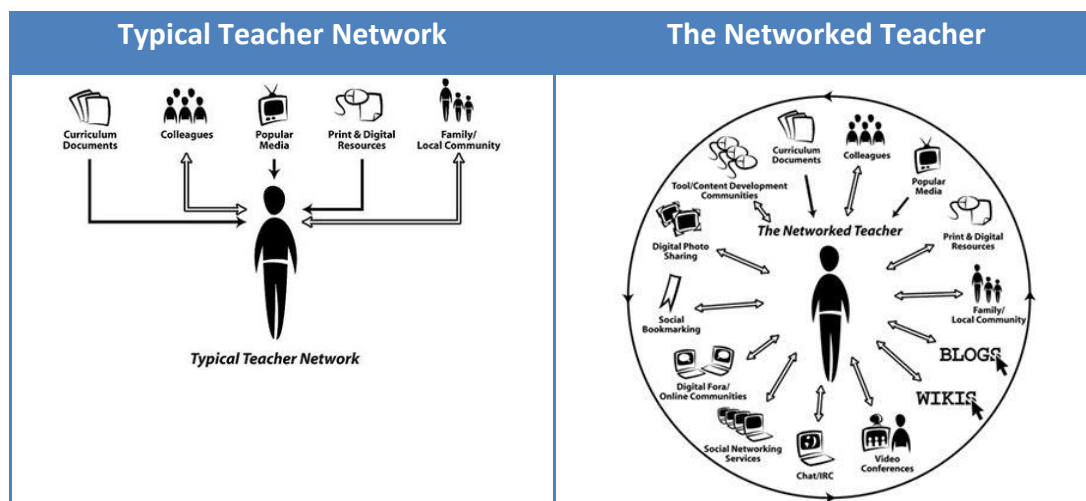 Typical Teacher Network
Curriculum
Documents
Colleagues
Popular
Media
Print & Digital
Resources
Family/
Local Community
Typical Teacher Network
The Networked Teacher
Curriculum
Documents
Colleagues
Popular
Media
Print & Digital
Resources
Family/
Local Community
BLOGS
WIKIS
Video
Conferences
Chat/IRC
Social Networking
Services
Digital Fora/
Online Communities
Social
Bookmarking
Digital Photo
Sharing
Tool/Content Development
Communities
The Networked Teacher